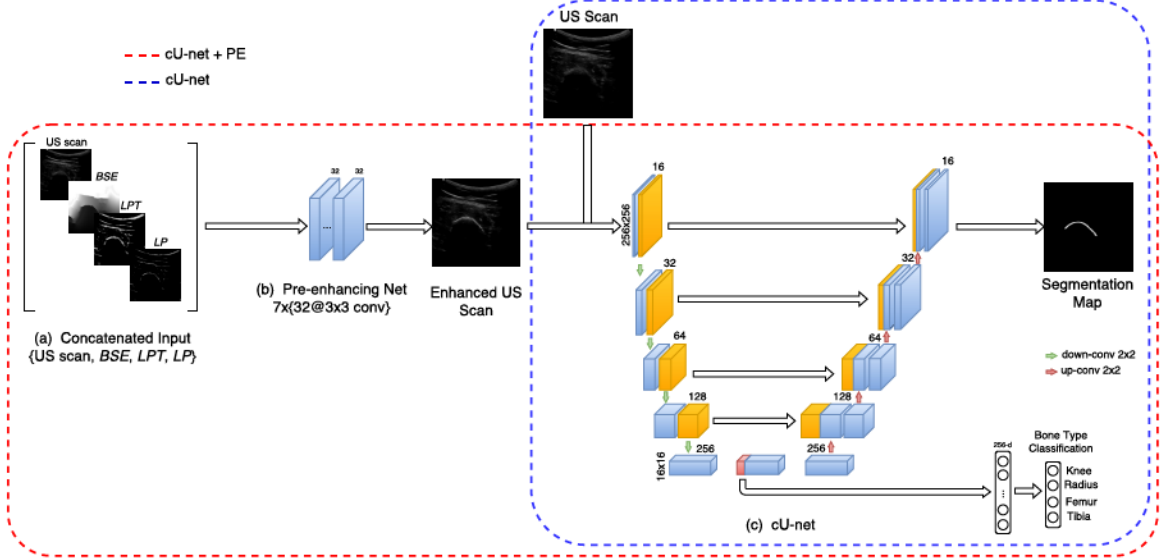 US Scan
cU-net + PE
cU-net
US scan
BSE
LPT
LP
(a) Concatenated Input
{US scan, BSE, LPT, LP}
32 32
...
(b) Pre-enhancing Net
7x{32@3x3 conv}
Enhanced US
Scan
16
256x256
32
64
128
16x16
256
256
128
64
32
16
Segmentation
Map
down-conv 2x2
up-conv 2x2
(c) cU-net
256-d
...
Bone Type
Classification
Knee
Radius
Femur
Tibia